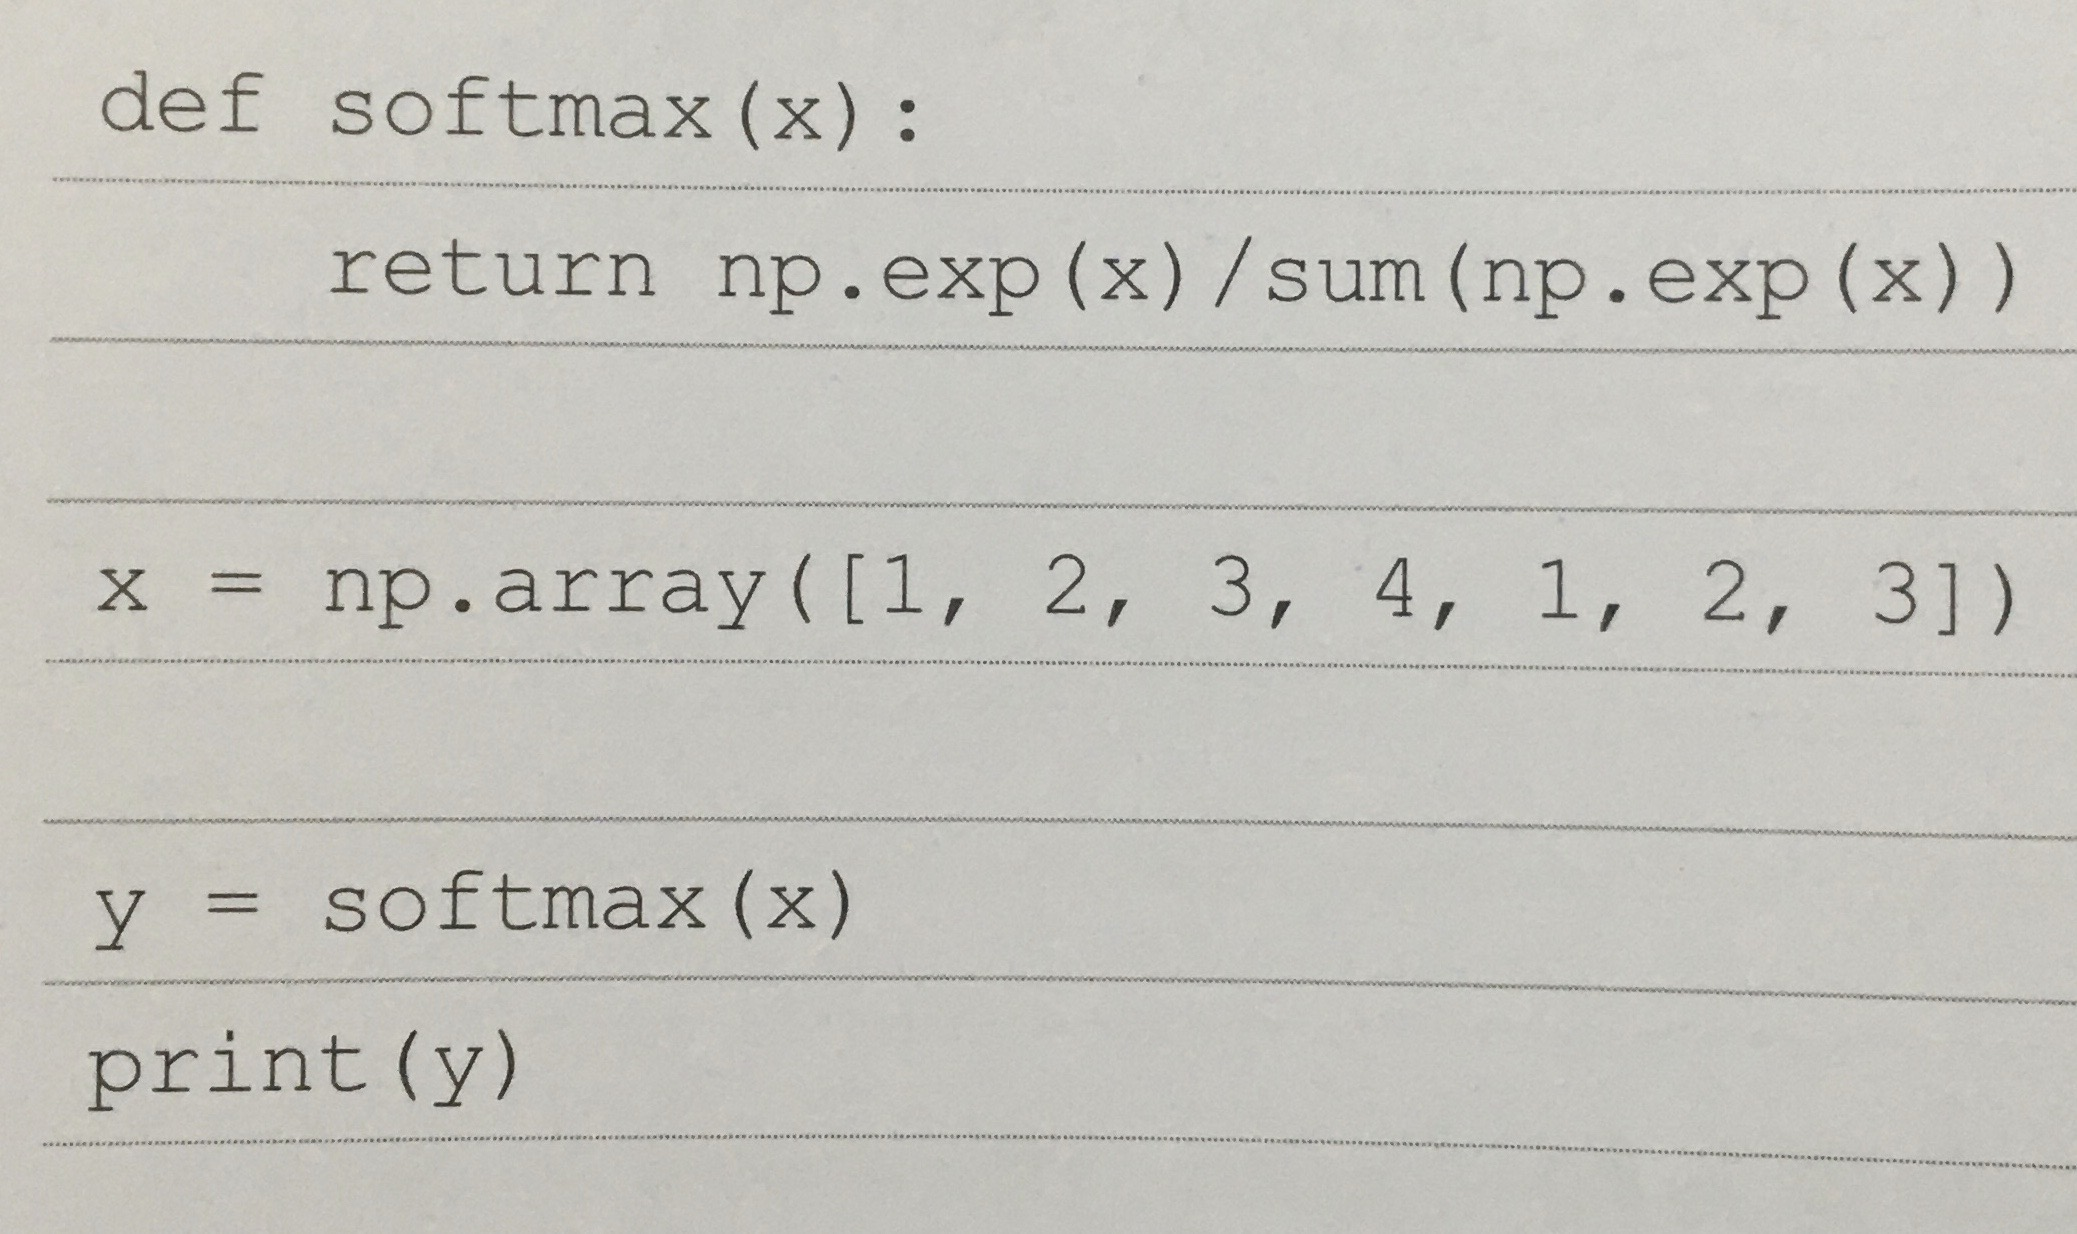 def softmax(x):
    return np.exp(x)/sum(np.exp(x))
x = np.array([1, 2, 3, 4, 1, 2, 3])
y = softmax(x)
print(y)